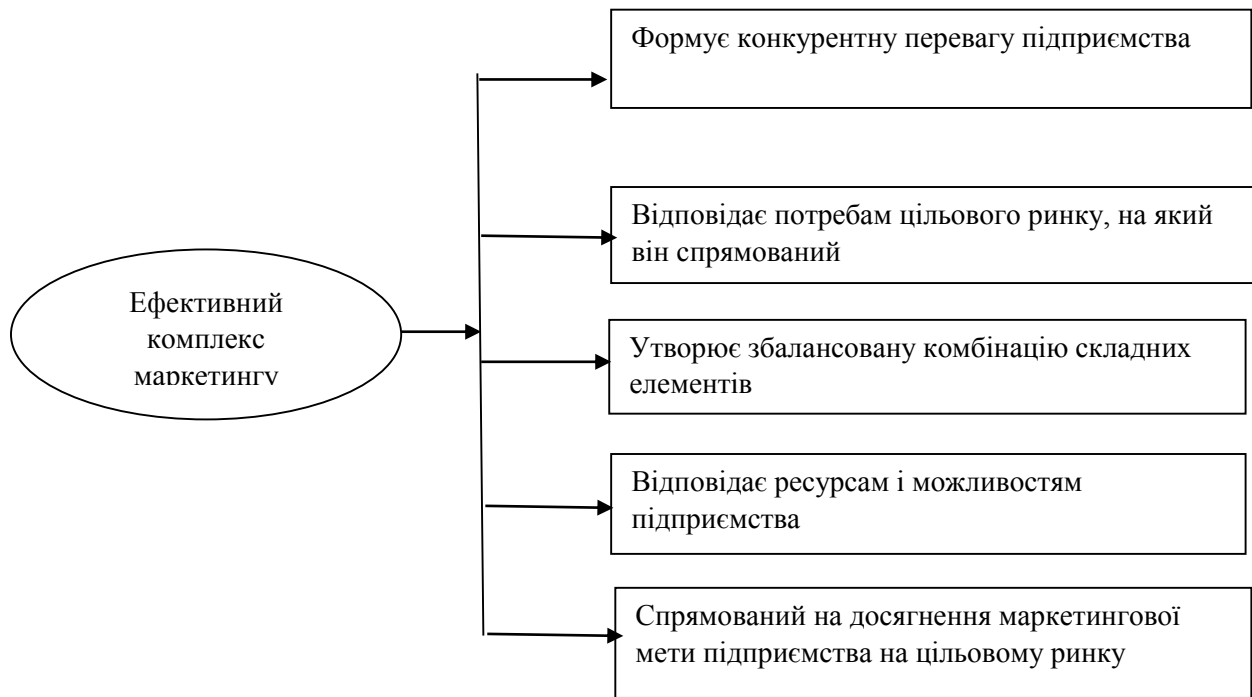 Формує конкурентну перевагу підприємства
Відповідає потребам цільового ринку, на який
він спрямований
Ефективний
комплекс
маркетингу
Утворює збалансовану комбінацію складних
елементів
Відповідає ресурсам і можливостям
підприємства
Спрямований на досягнення маркетингової
мети підприємства на цільовому ринку